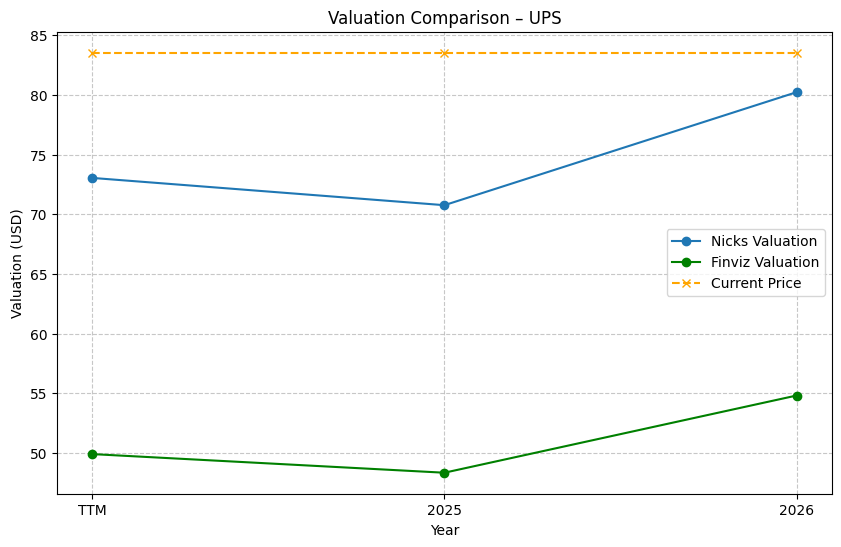 Valuation Comparison – UPS
85
80
75
70
65
60
55
50
Valuation (USD)
Nicks Valuation
Finviz Valuation
Current Price
TTM
2025
2026
Year